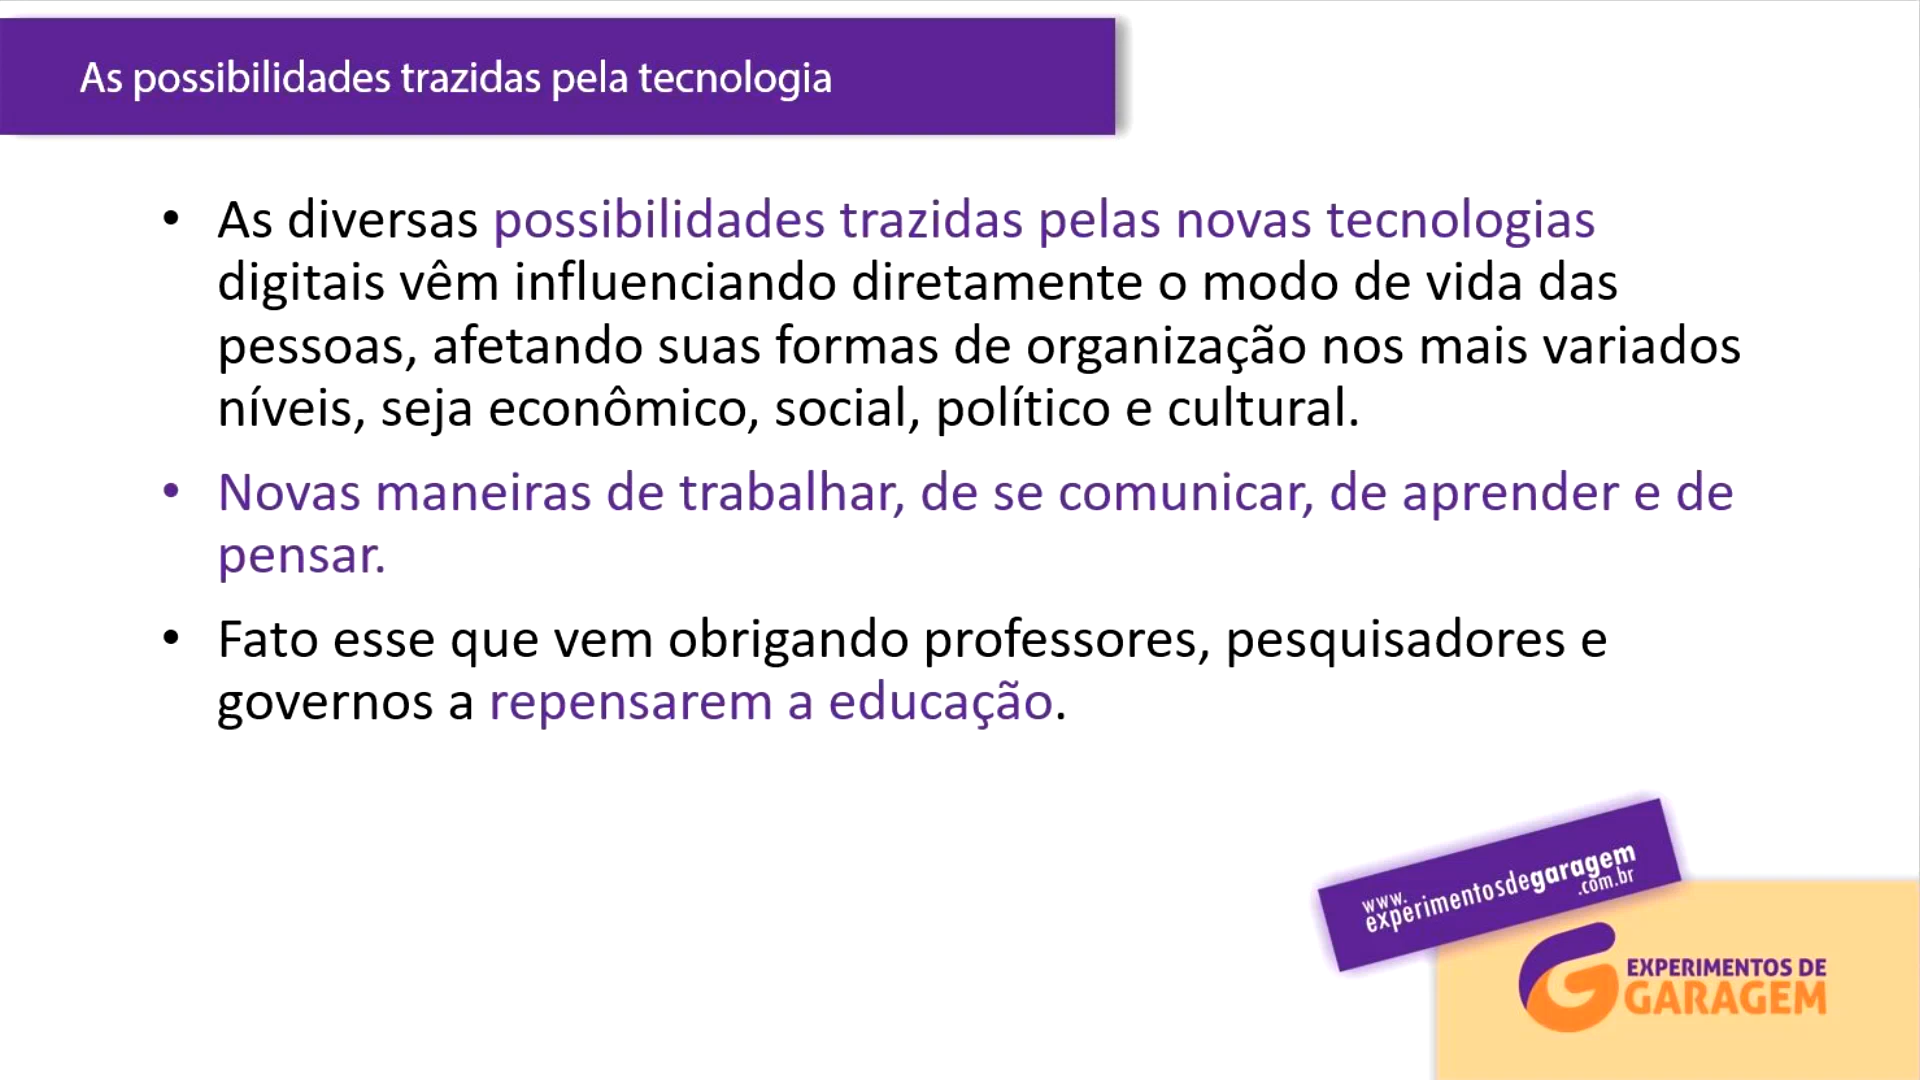 As possibilidades trazidas pela tecnologia
• As diversas possibilidades trazidas pelas novas tecnologias
digitais vêm influenciando diretamente o modo de vida das
pessoas, afetando suas formas de organização nos mais variados
níveis, seja econômico, social, político e cultural.
• Novas maneiras de trabalhar, de se comunicar, de aprender e de
pensar.
• Fato esse que vem obrigando professores, pesquisadores e
governos a repensarem a educação.
www.
experimentosdegaragem
.com.br
EXPERIMENTOS DE
GARAGEM